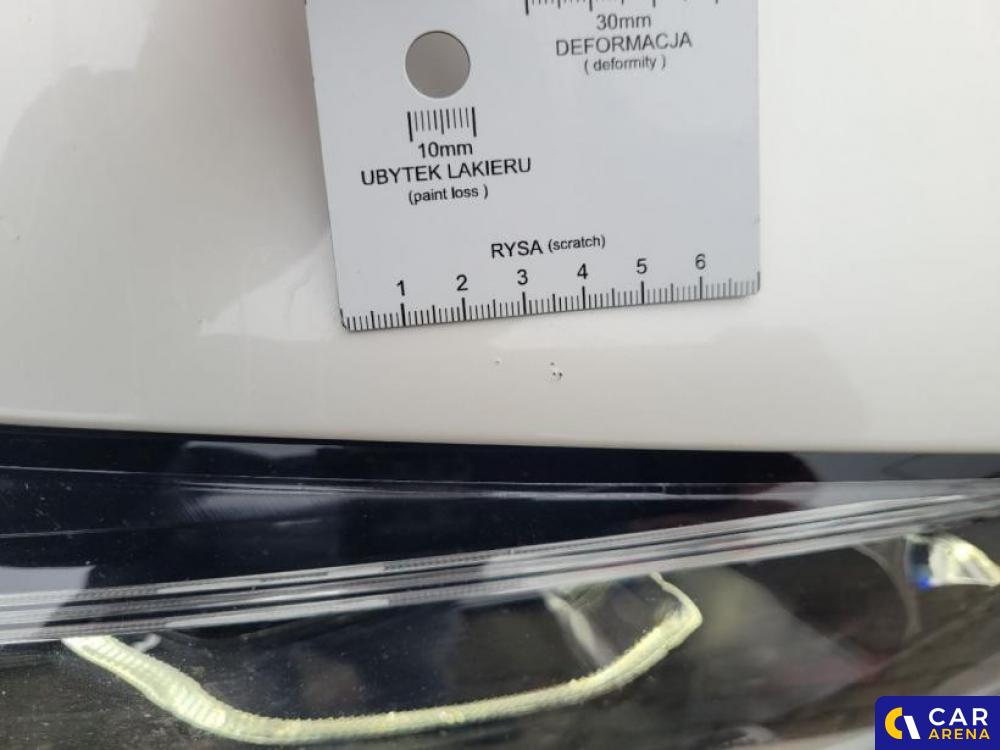 30mm
DEFORMACJA
( deformity )
10mm
UBYTEK LAKIERU
(paint loss )
RYSA (scratch)
1 2 3 4 5 6
CAR
ARENA